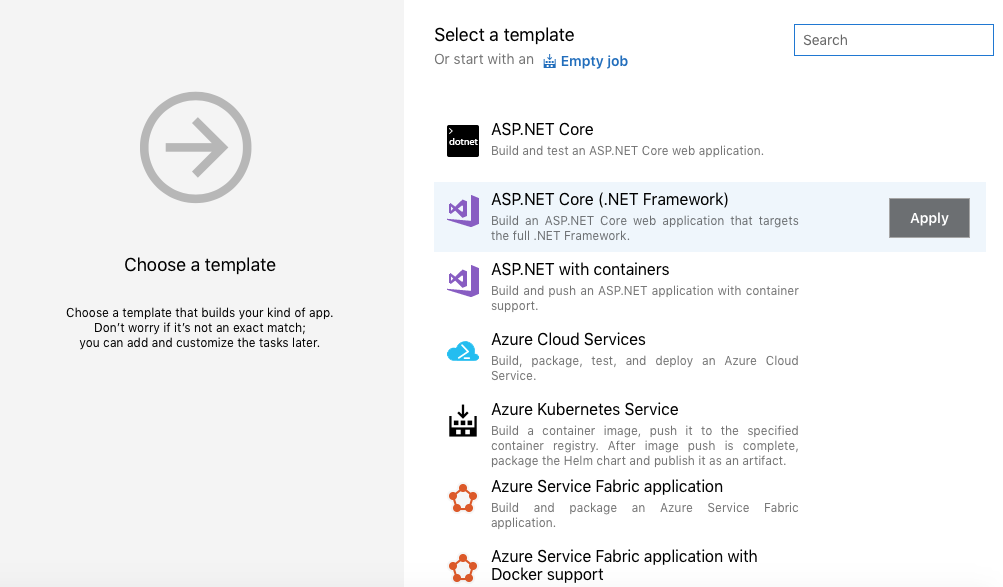 Choose a template
Choose a template that builds your kind of app.
Don't worry if it's not an exact match;
you can add and customize the tasks later.
Select a template
Or start with an Empty job
Search
>
dotnet
ASP.NET Core
Build and test an ASP.NET Core web application.
ASP.NET Core (.NET Framework)
Build an ASP.NET Core web application that targets
the full .NET Framework.
Apply
ASP.NET with containers
Build and push an ASP.NET application with container
support.
Azure Cloud Services
Build, package, test, and deploy an Azure Cloud
Service.
Azure Kubernetes Service
Build a container image, push it to the specified
container registry. After image push is complete,
package the Helm chart and publish it as an artifact.
Azure Service Fabric application
Build and package an Azure Service Fabric
application.
Azure Service Fabric application with
Docker support